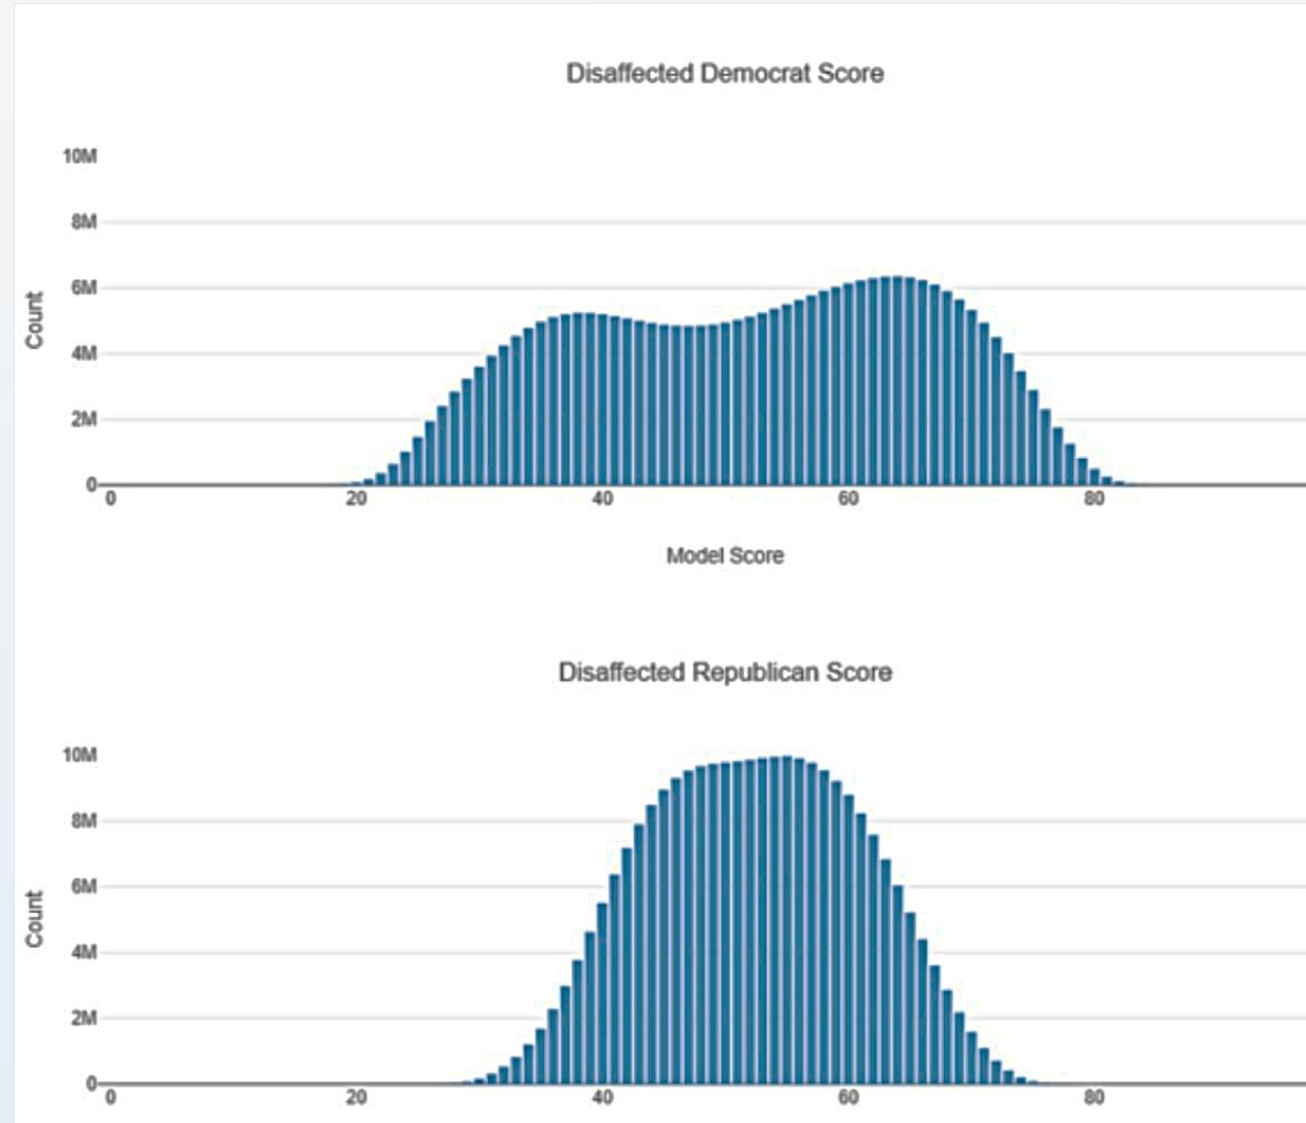 Disaffected Democrat Score
10M
8M
6M
4M
2M
0
Count
0 20 40 60 80
Model Score
Disaffected Republican Score
10M
8M
6M
4M
2M
0
Count
0 20 40 60 80